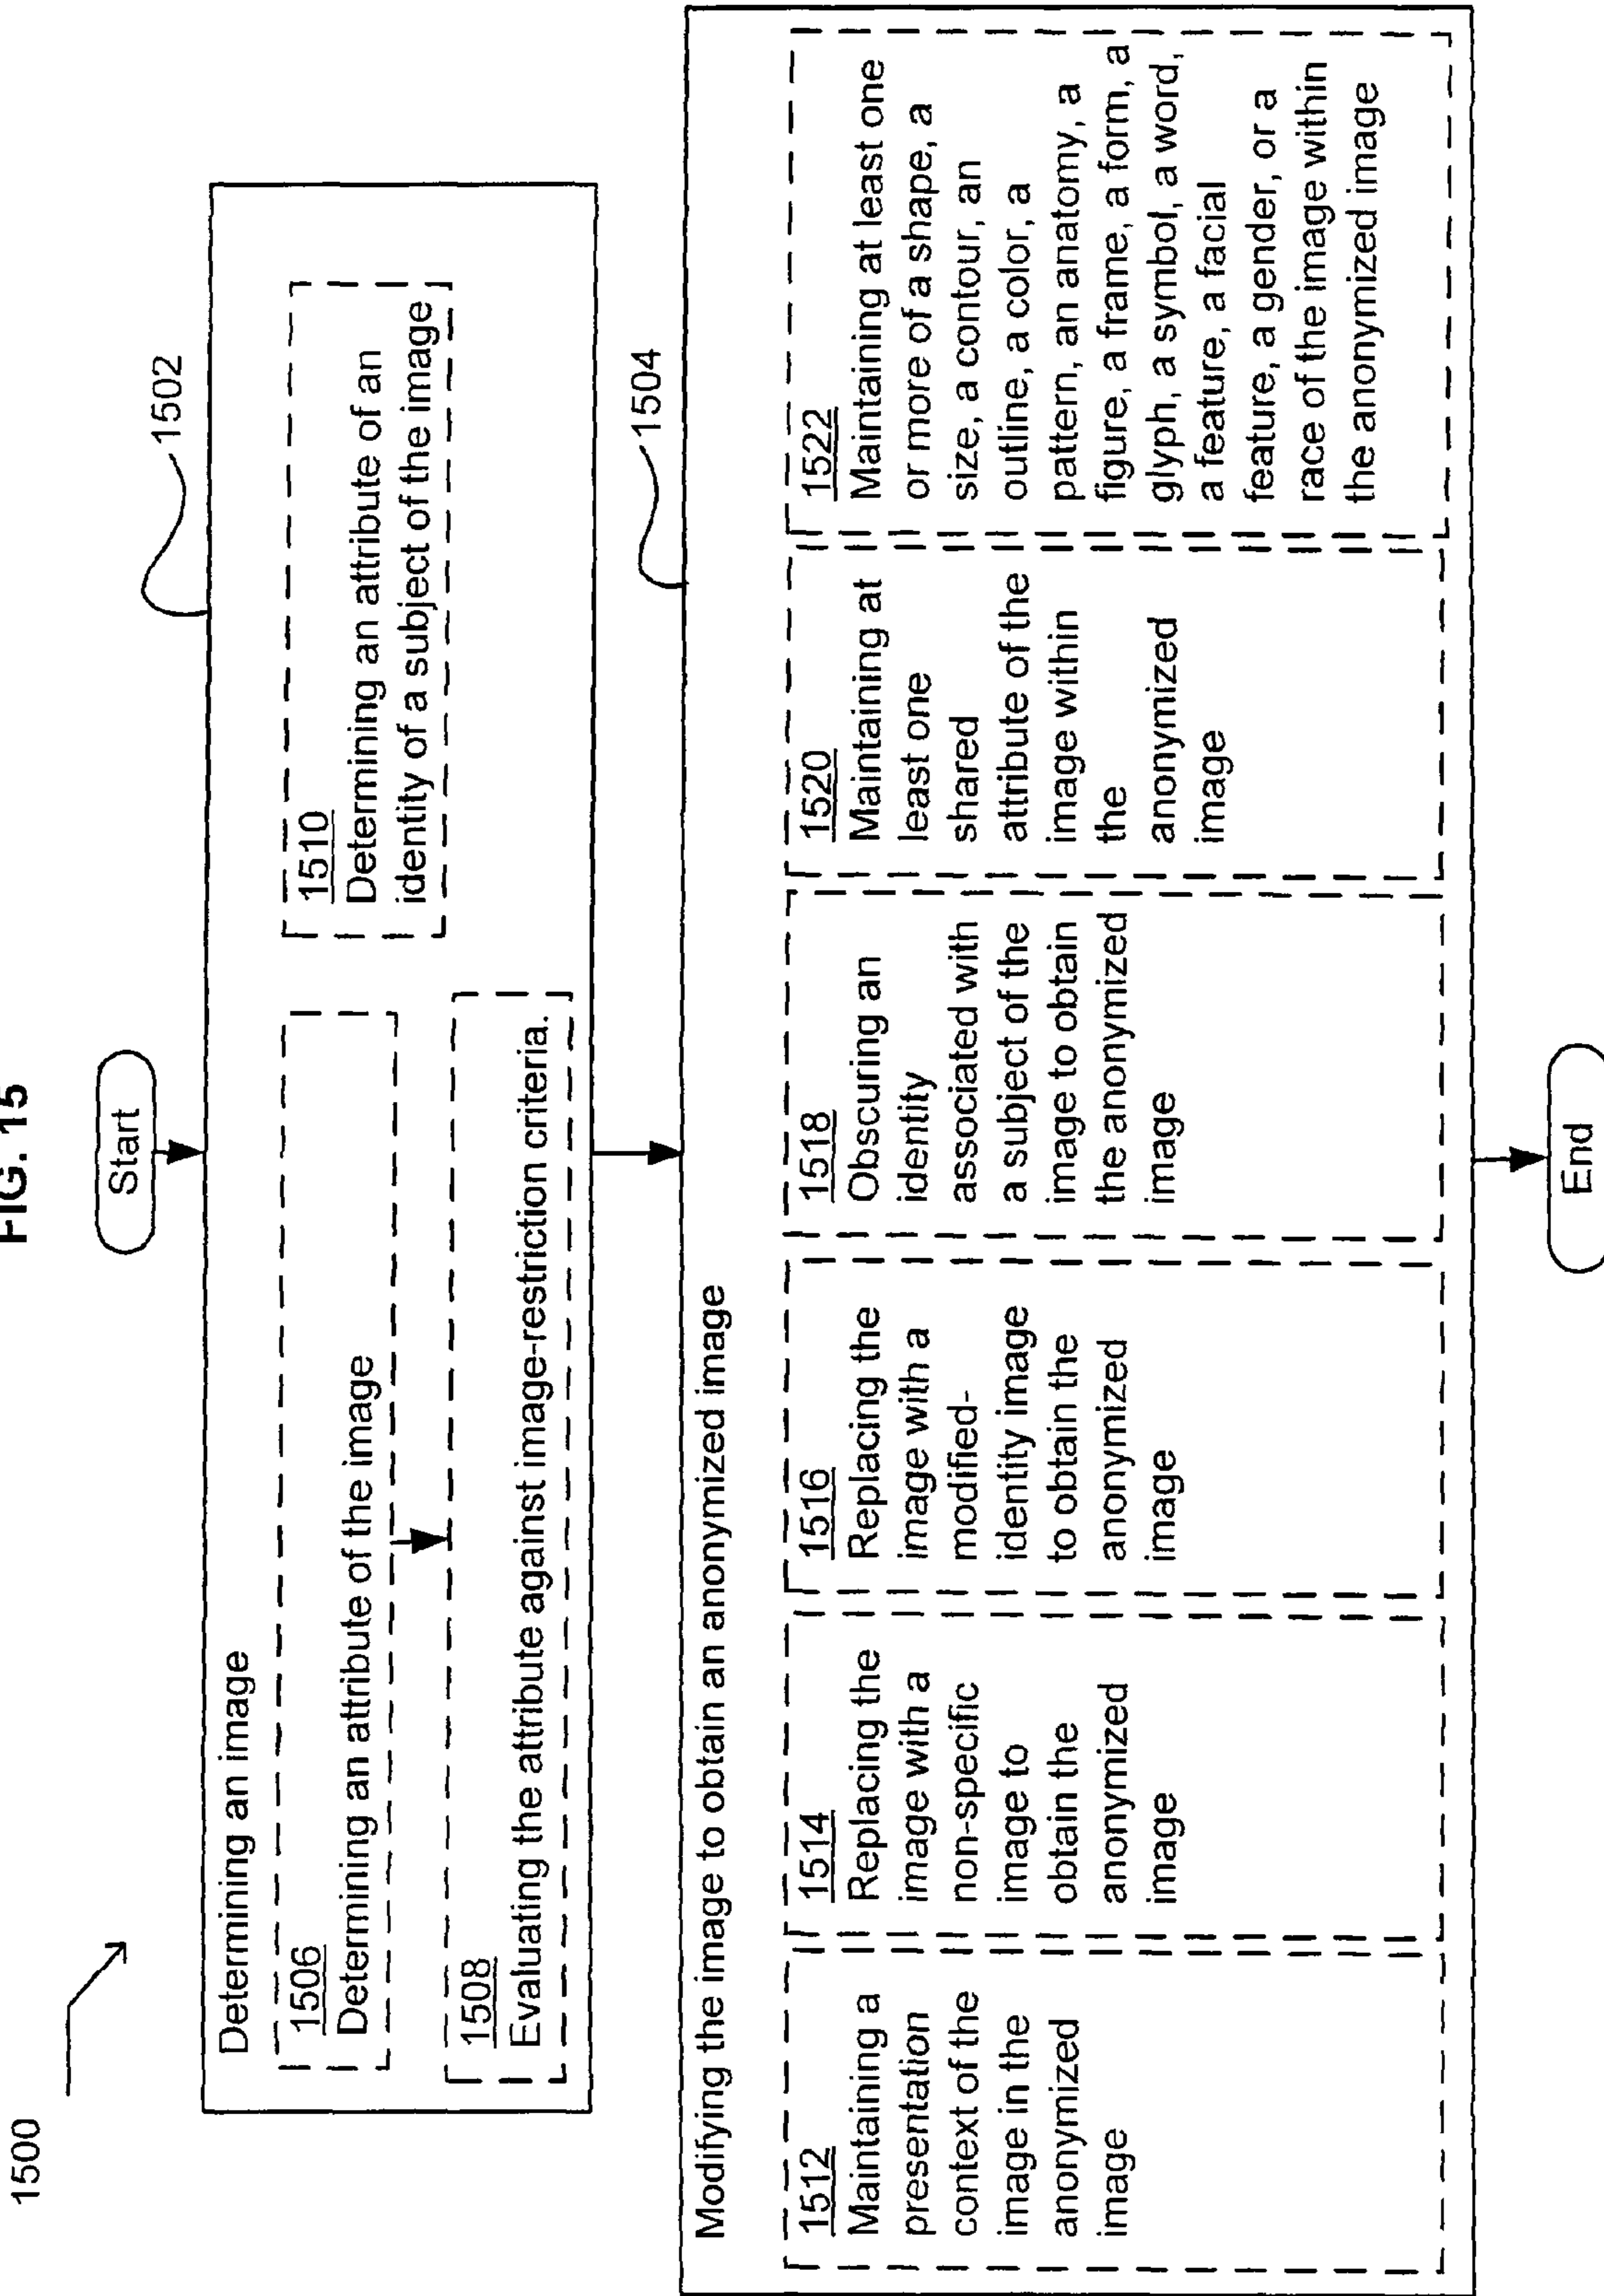 FIG. 15
1500
Start
1502
Determining an image
1506
Determining an attribute of the image
1508
Evaluating the attribute against image-restriction criteria.
1510
Determining an attribute of an
identity of a subject of the image
1504
Modifying the image to obtain an anonymized image
1512
Maintaining a
presentation
context of the
image in the
anonymized
image
1514
Replacing the
image with a
non-specific
image to
obtain the
anonymized
image
1516
Replacing the
image with a
modified-
identity image
to obtain the
anonymized
image
1518
Obscuring an
identity
associated with
a subject of the
image to obtain
the anonymized
image
1520
Maintaining at
least one
shared
attribute of the
image within
the
anonymized
image
1522
Maintaining at least one
or more of a shape, a
size, a contour, an
outline, a color, a
pattern, an anatomy, a
figure, a frame, a form, a
glyph, a symbol, a word,
a feature, a facial
feature, a gender, or a
race of the image within
the anonymized image
End